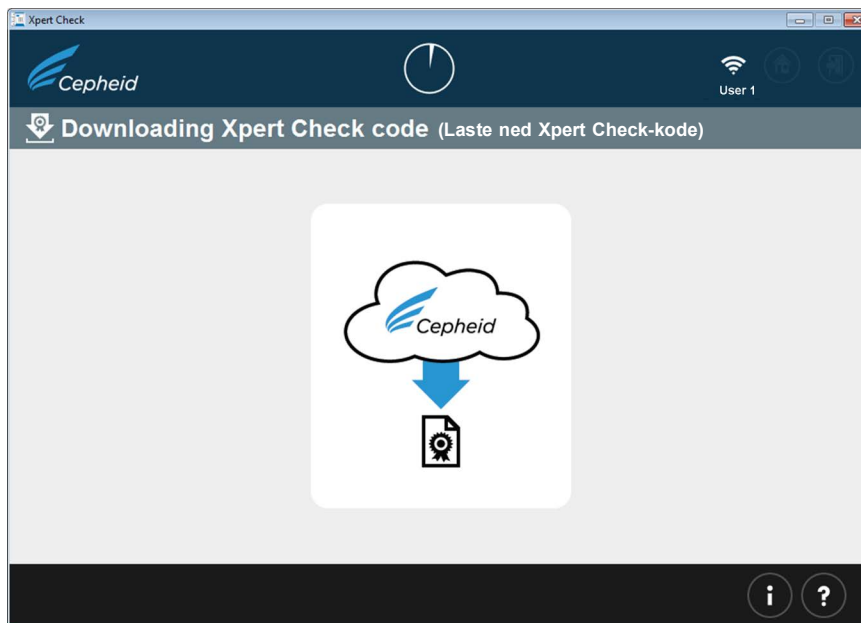 Xpert Check
Cepheid
User 1
Downloading Xpert Check code (Laste ned Xpert Check-kode)
Cepheid
i ?